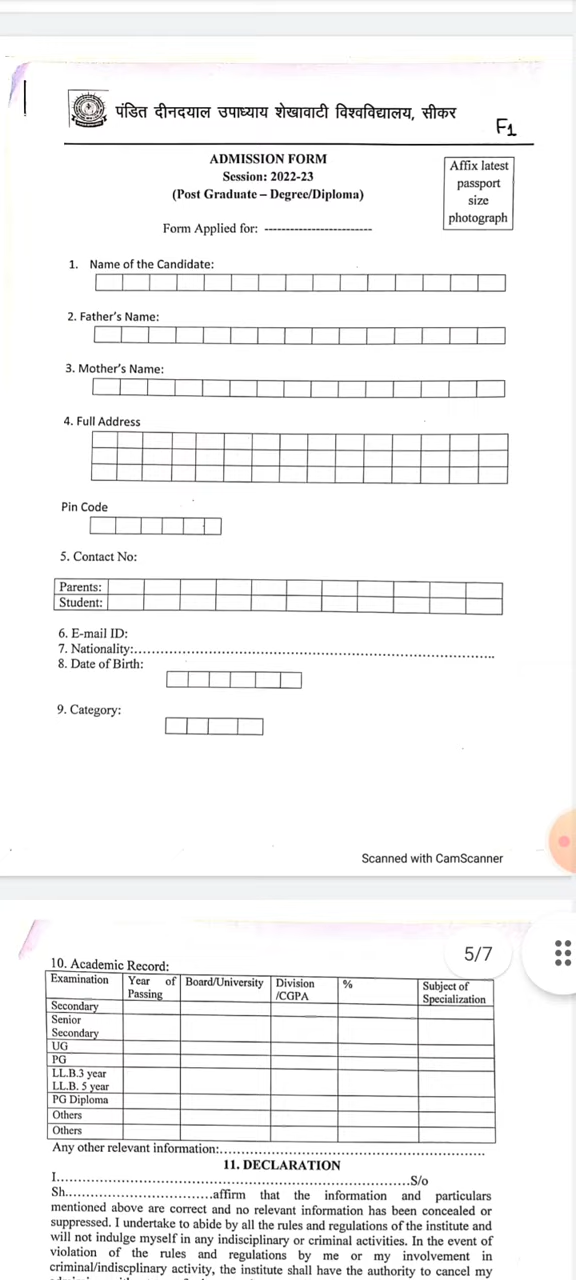 पंडित दीनदयाल उपाध्याय शेखावाटी विश्वविद्यालय, सीकर
F1
ADMISSION FORM
Session: 2022-23
(Post Graduate – Degree/Diploma)
Affix latest
passport
size
photograph
Form Applied for: -------------------------
1. Name of the Candidate:
2. Father's Name:
3. Mother's Name:
4. Full Address
Pin Code
5. Contact No:
Parents:
Student:
6. E-mail ID:
7. Nationality:......................................................................
8. Date of Birth:
9. Category:
Scanned with CamScanner
5/7
10. Academic Record:
Examination Year of Passing Board/University Division /CGPA % Subject of Specialization
Secondary
Senior
Secondary
UG
PG
LL.B.3 year
LL.B. 5 year
PG Diploma
Others
Others
Any other relevant information:......................................................
11. DECLARATION
I......................................................................S/o
Sh..............................affirm that the information and particulars
mentioned above are correct and no relevant information has been concealed or
suppressed. I undertake to abide by all the rules and regulations of the institute and
will not indulge myself in any indisciplinary or criminal activities. In the event of
violation of the rules and regulations by me or my involvement in
criminal/indiscplinary activity, the institute shall have the authority to cancel my